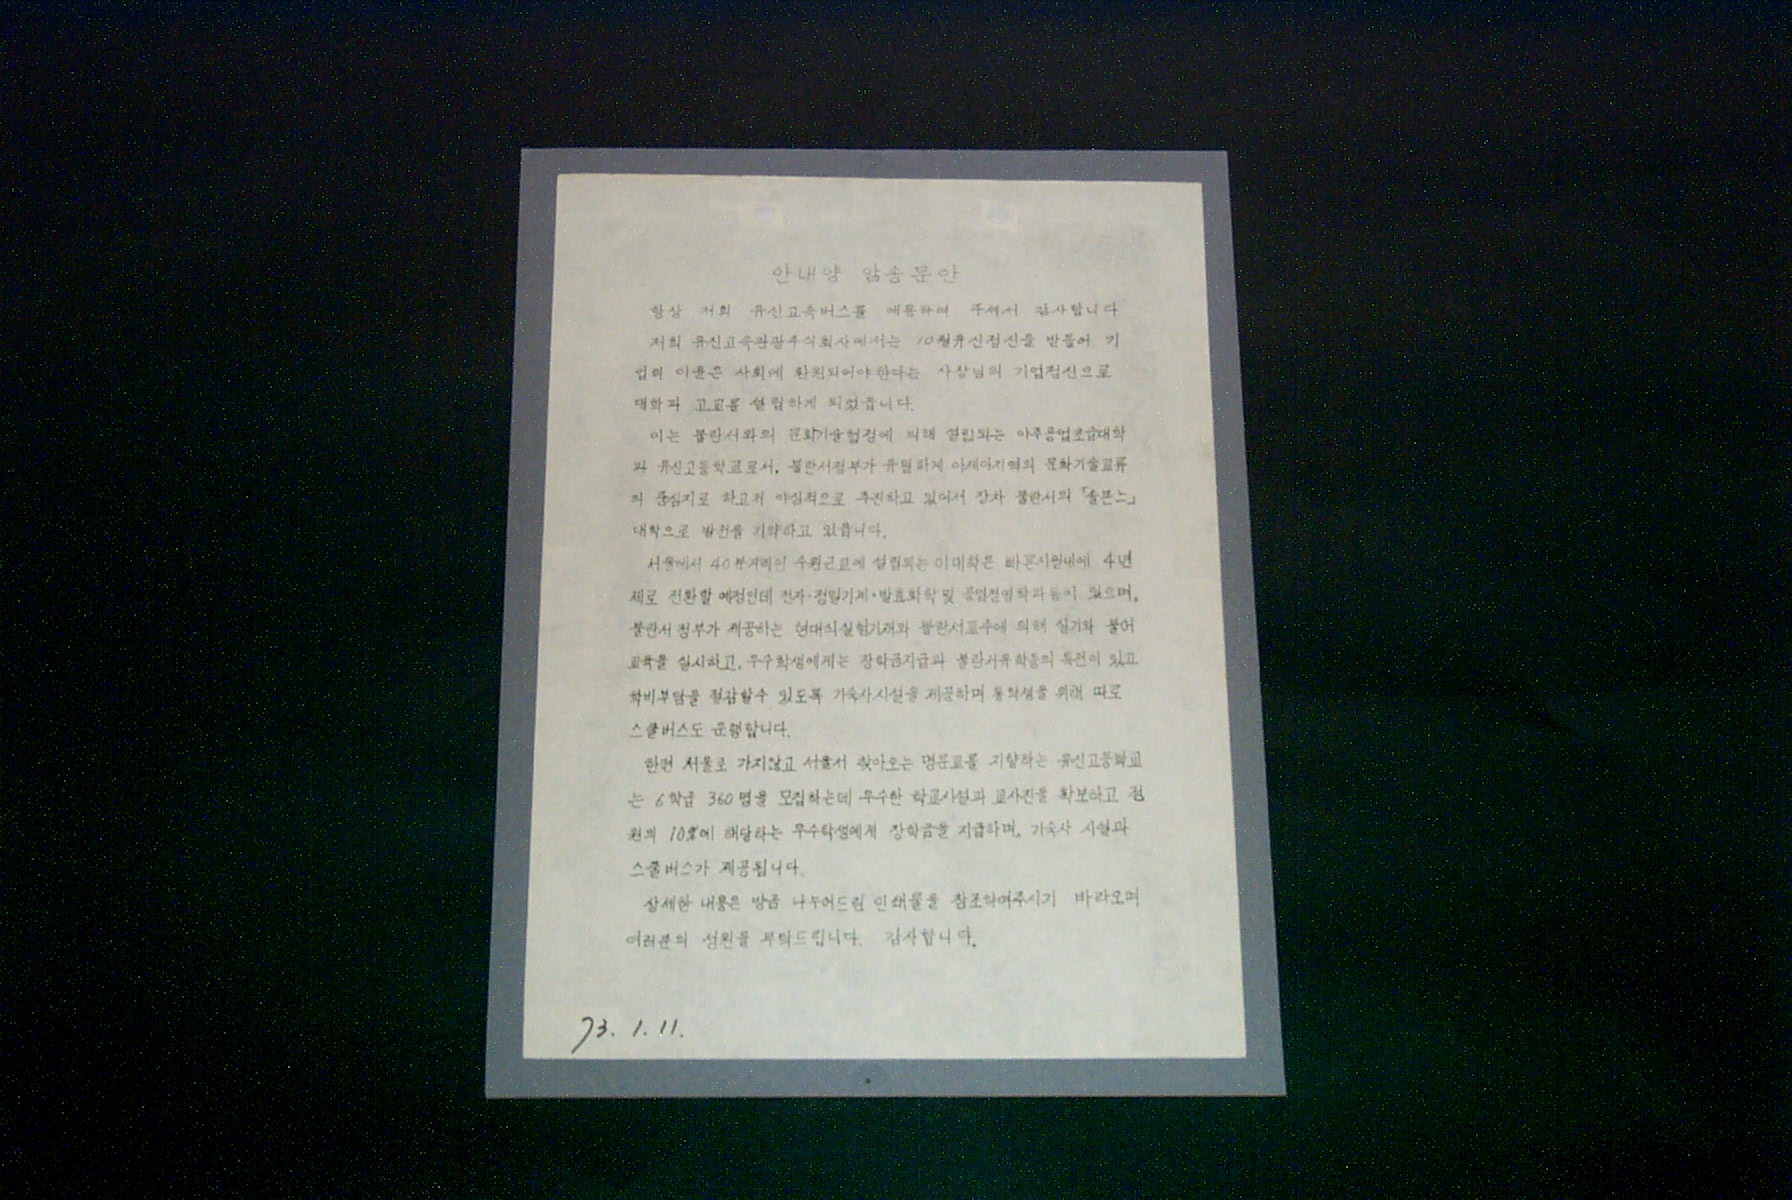 안내양 암송문안
항상 저희 유신고속버스를 애용하여 주셔서 감사합니다
저희 유신고속관광주식회사에서는 10월유신정신을 받들어 기
업의 이윤은 사회에 환원되어야 한다는 사장님의 기업정신으로
대학과 고교를 설립하게 되었읍니다.
이는 불란서와의 문화기술협정에 의해 설립되는 아주공업초급대학
과 유신고등학교로서, 불란서정부가 유일하게 아세아지역의 문화기술교류
의 중심지로 하고저 야심적으로 추진하고 있어서 장차 불란서의 「솔본느」
대학으로 발전을 기약하고 있읍니다.
서울에서 40분거리인 수원근교에 설립되는 이대학은 빠른시일내에 4년
제로 전환할 예정인데 전자·정밀기계·발효화학 및 공업경영학과등이 있으며,
불란서 정부가 제공하는 현대식실험기재와 불란서교수에 의해 실기와 불어
교육을 실시하고, 우수학생에게는 장학금지급과 불란서유학등의 특전이 있고
학비부담을 절감할수 있도록 기숙사시설을 제공하며 통학생을 위해 따로
스쿨버스도 운행합니다.
한편 서울로 가지않고 서울서 찾아오는 명문교를 지향하는 유신고등학교
는 6학급 360명을 모집하는데 우수한 학교시설과 교사진을 확보하고 정
원의 10%에 해당하는 우수학생에게 장학금을 지급하며, 기숙사 시설과
스쿨버스가 제공됩니다.
상세한 내용은 방금 나누어드린 인쇄물을 참조하여주시기 바라오며
여러분의 성원을 부탁드립니다. 감사합니다.
73. 1. 11.